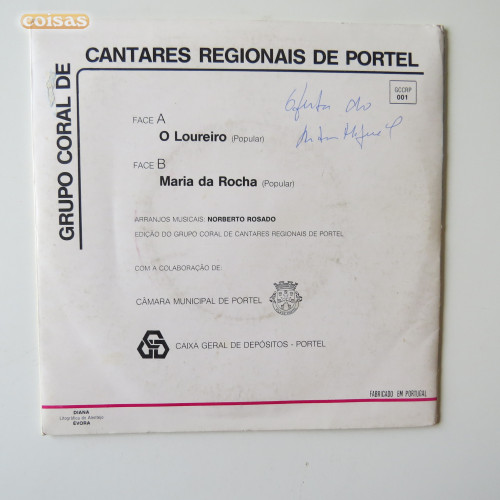 coisas
CANTARES REGIONAIS DE PORTEL
GRUPO CORAL DE
GCCRP
001
Oferta do
FACE A
O Loureiro (Popular)
FACE B
Maria da Rocha (Popular)
ARRANJOS MUSICAIS: NORBERTO ROSADO
EDIÇÃO DO GRUPO CORAL DE CANTARES REGIONAIS DE PORTEL
COM A COLABORAÇÃO DE:
CÂMARA MUNICIPAL DE PORTEL
CAIXA GERAL DE DEPÓSITOS - PORTEL
FABRICADO EM PORTUGAL
DIANA
Litográfica do Alentejo
ÉVORA